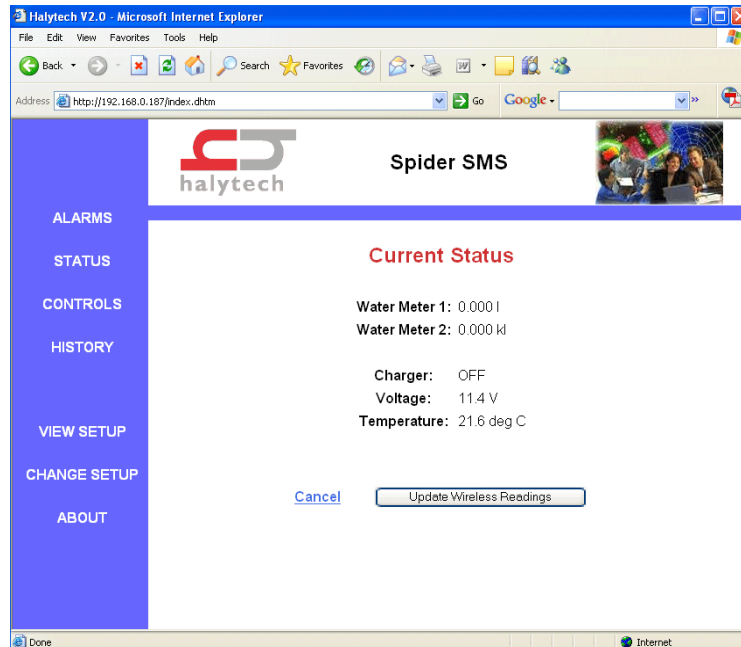 Halytech V2.0 - Microsoft Internet Explorer
File Edit View Favorites Tools Help
Back Search Favorites
Address http://192.168.0.187/index.dhtm Go Google
halytech
Spider SMS
ALARMS
STATUS
CONTROLS
HISTORY
VIEW SETUP
CHANGE SETUP
ABOUT
Current Status
Water Meter 1: 0.000 l
Water Meter 2: 0.000 kl
Charger: OFF
Voltage: 11.4 V
Temperature: 21.6 deg C
Cancel Update Wireless Readings
Done Internet